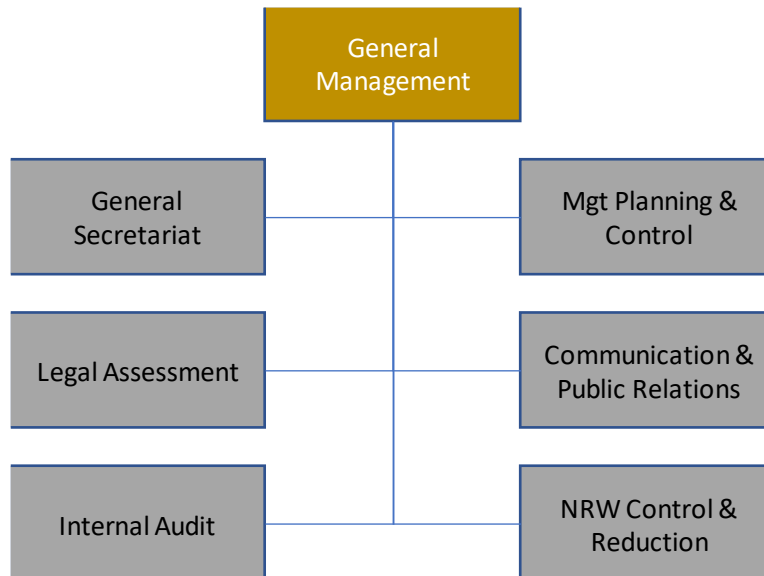 General
Management
General
Secretariat
Mgt Planning &
Control
Legal Assessment
Communication &
Public Relations
Internal Audit
NRW Control &
Reduction